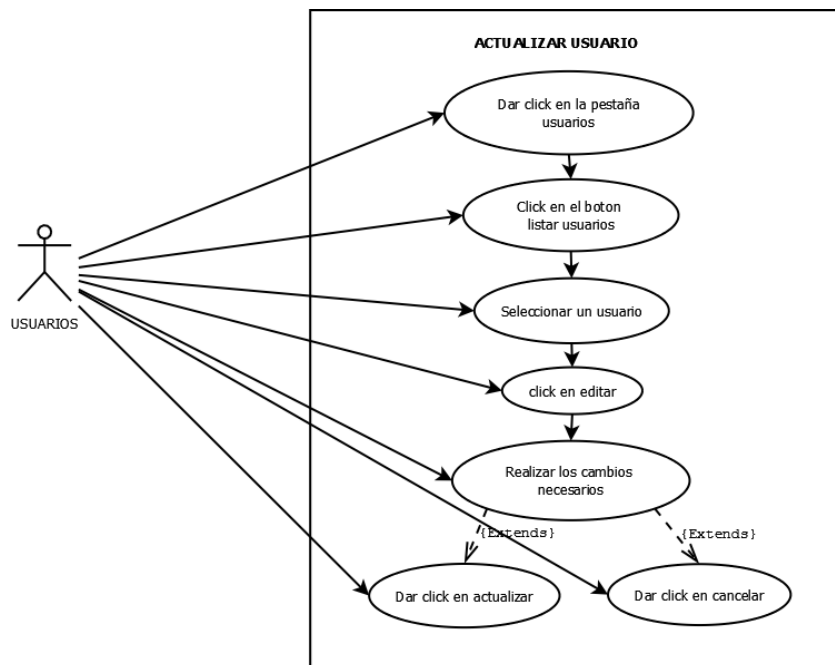 ACTUALIZAR USUARIO
Dar click en la pestaña
usuarios
Click en el boton
listar usuarios
USUARIOS
Seleccionar un usuario
click en editar
Realizar los cambios
necesarios
{Extends}
{Extends}
Dar click en actualizar
Dar click en cancelar